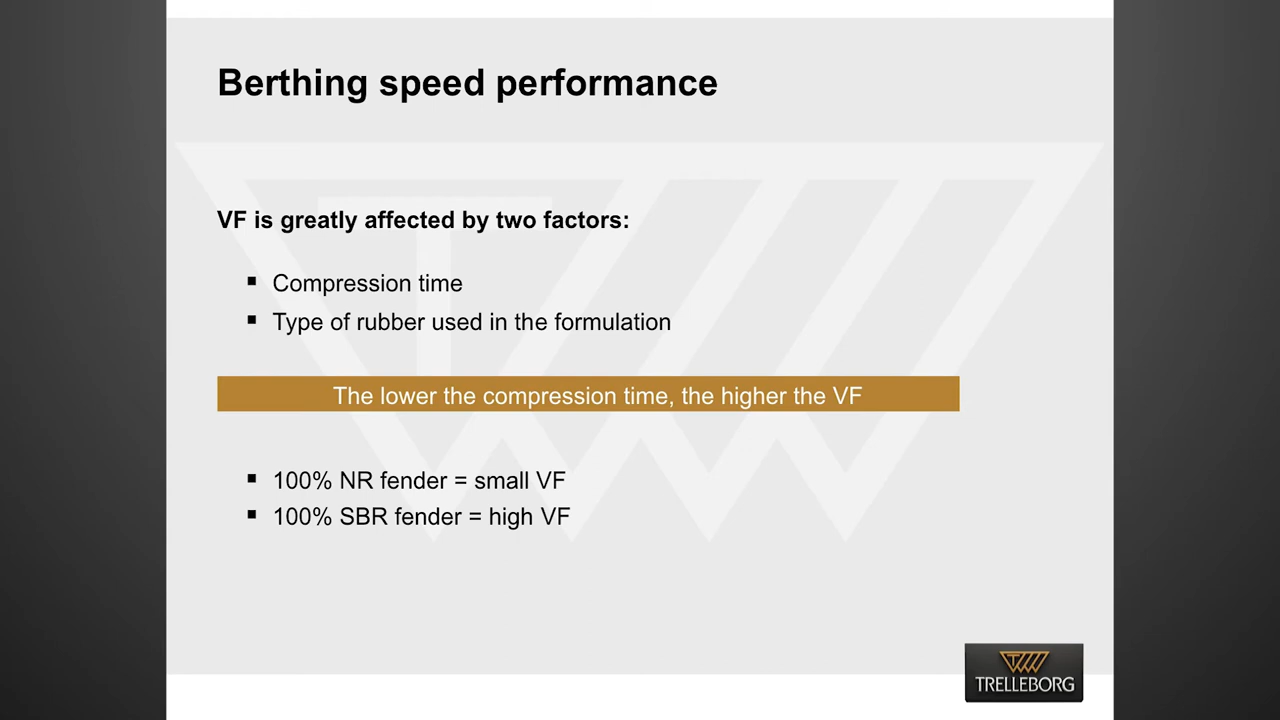 Berthing speed performance
VF is greatly affected by two factors:
▪ Compression time
▪ Type of rubber used in the formulation
The lower the compression time, the higher the VF
▪ 100% NR fender = small VF
▪ 100% SBR fender = high VF
TRELLEBORG